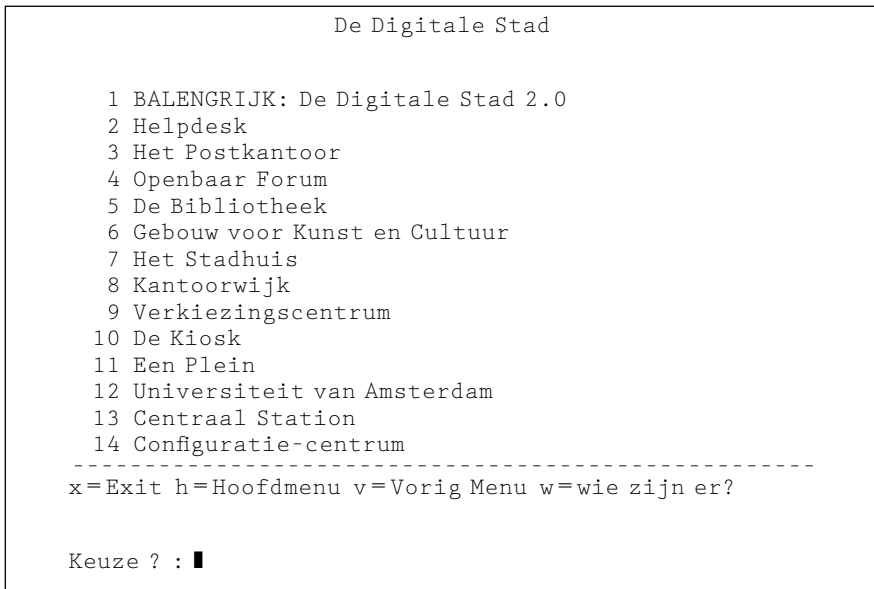 De Digitale Stad
1 BALENGRIJK: De Digitale Stad 2.0
2 Helpdesk
3 Het Postkantoor
4 Openbaar Forum
5 De Bibliotheek
6 Gebouw voor Kunst en Cultuur
7 Het Stadhuis
8 Kantoorwijk
9 Verkiezingscentrum
10 De Kiosk
11 Een Plein
12 Universiteit van Amsterdam
13 Centraal Station
14 Configuratie-centrum
----------------------------------------------------
x=Exit h=Hoofdmenu v=Vorig Menu w=wie zijn er?
Keuze ? :